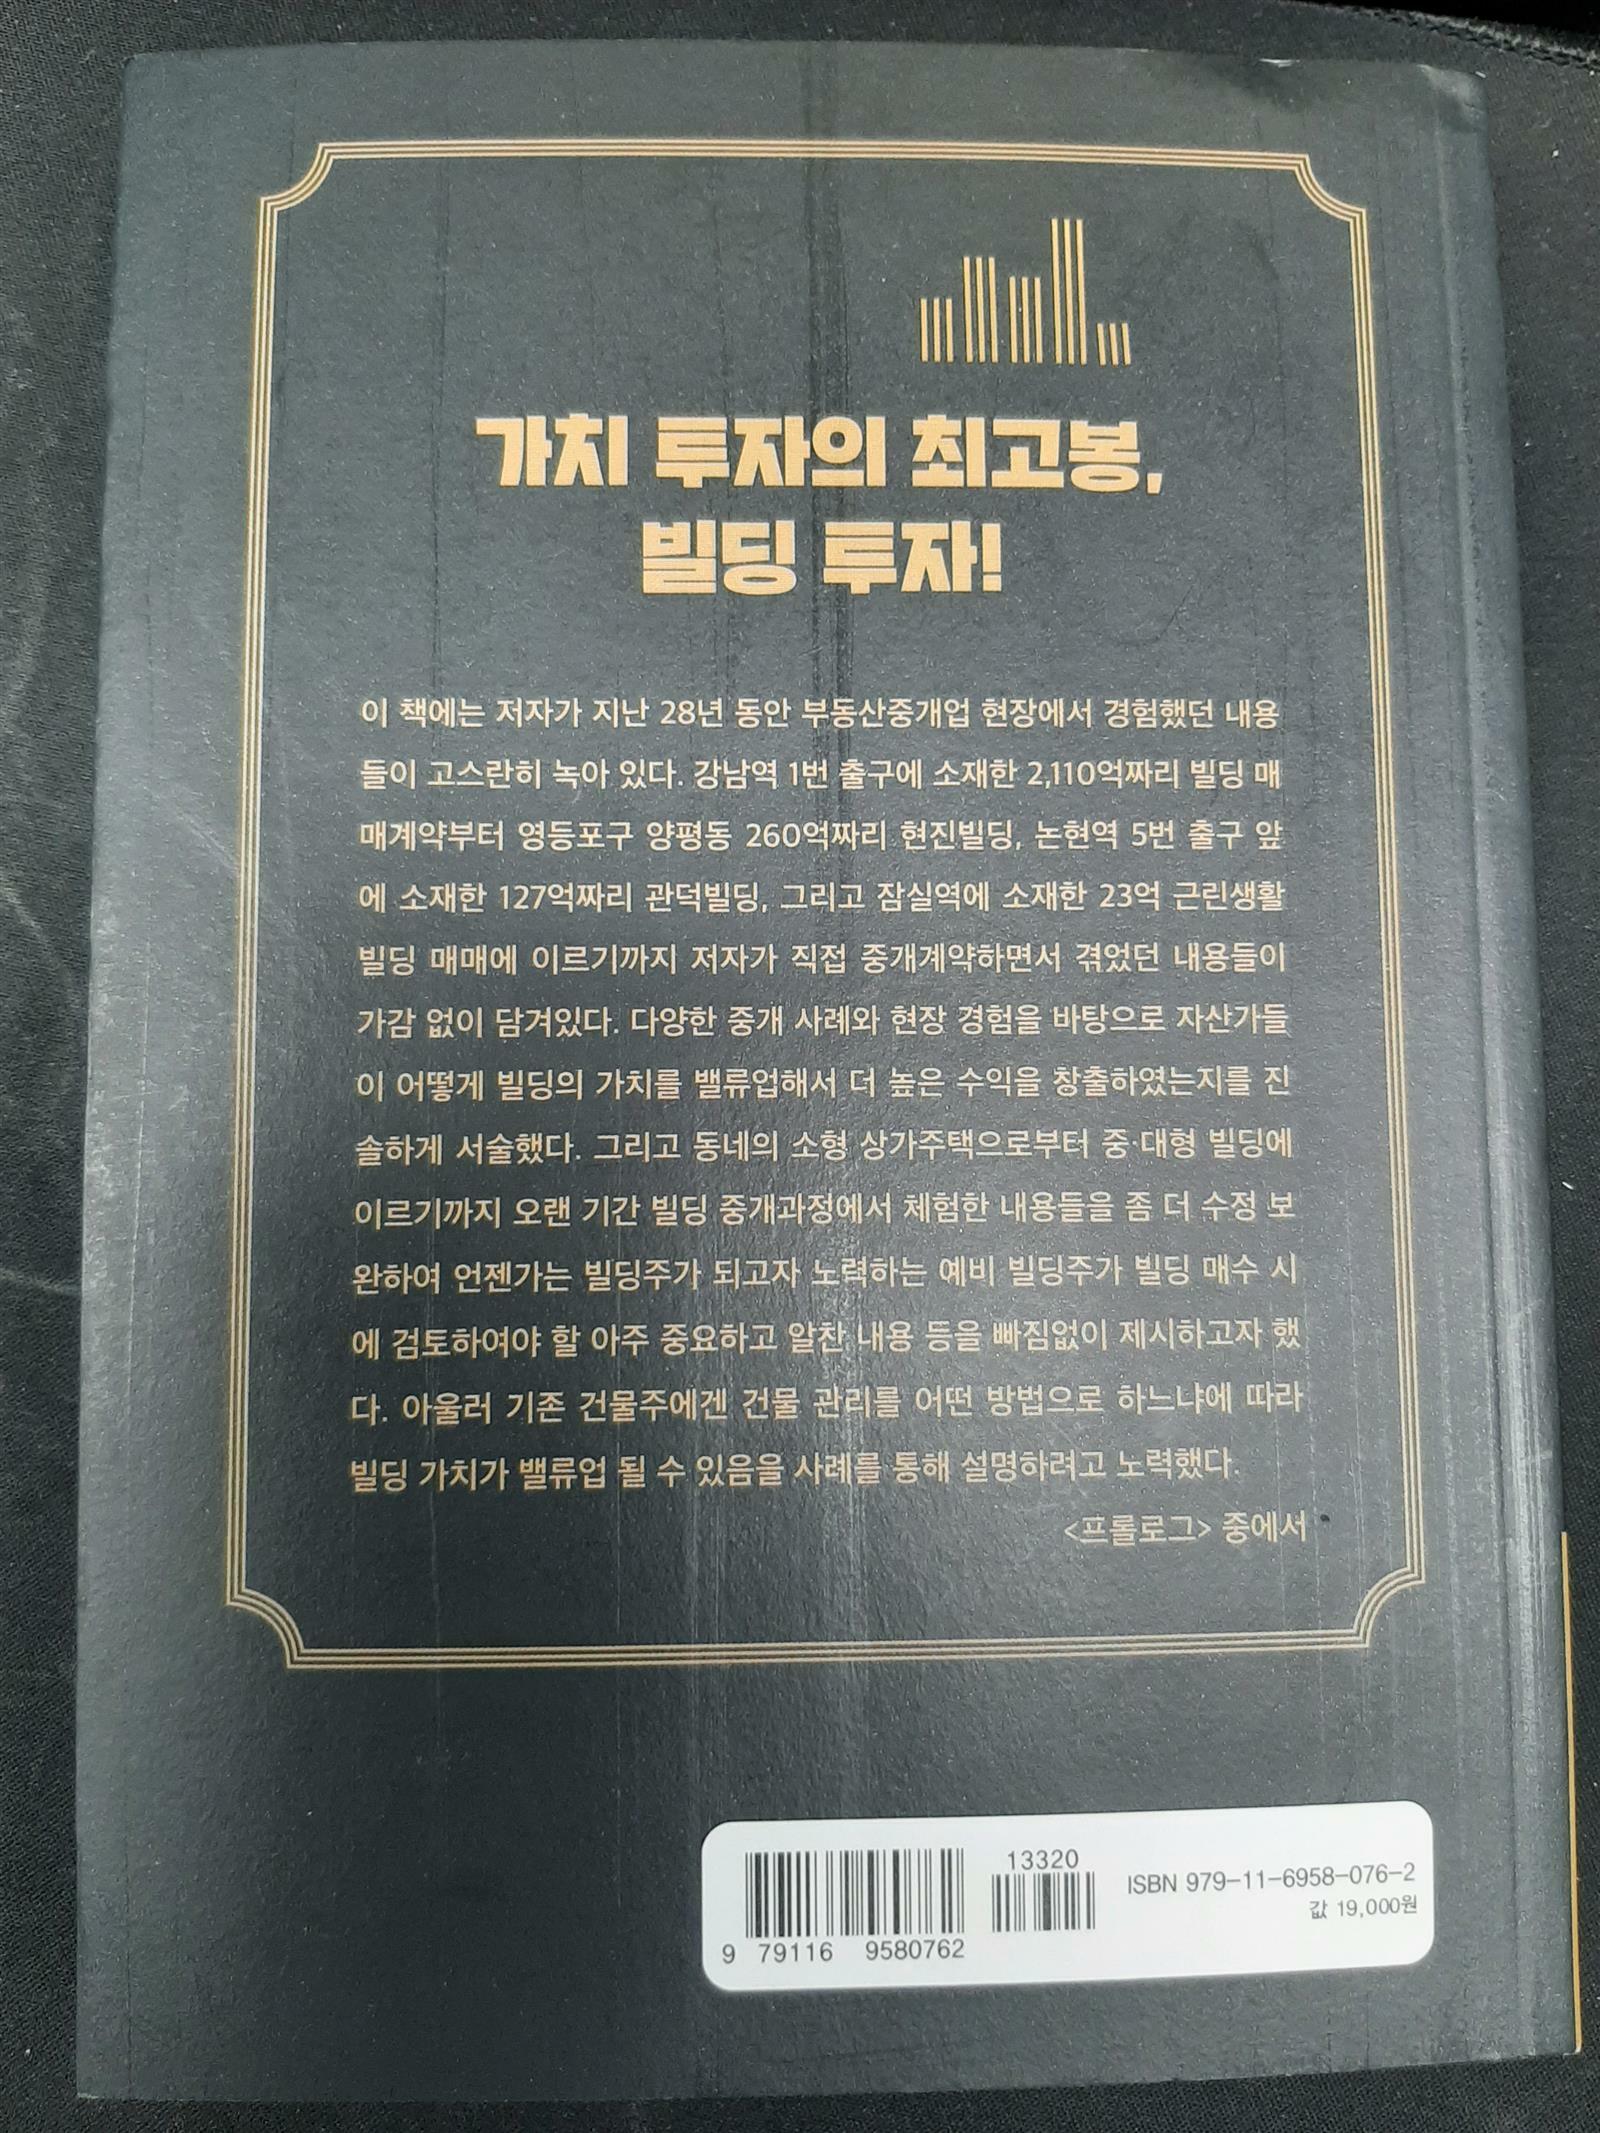 가치 투자의 최고봉,
빌딩 투자!
이 책에는 저자가 지난 28년 동안 부동산중개업 현장에서 경험했던 내용
들이 고스란히 녹아 있다. 강남역 1번 출구에 소재한 2,110억짜리 빌딩 매
매계약부터 영등포구 양평동 260억짜리 현진빌딩, 논현역 5번 출구 앞
에 소재한 127억짜리 관덕빌딩, 그리고 잠실역에 소재한 23억 근린생활
빌딩 매매에 이르기까지 저자가 직접 중개계약하면서 겪었던 내용들이
가감 없이 담겨있다. 다양한 중개 사례와 현장 경험을 바탕으로 자산가들
이 어떻게 빌딩의 가치를 밸류업해서 더 높은 수익을 창출하였는지를 진
솔하게 서술했다. 그리고 동네의 소형 상가주택으로부터 중·대형 빌딩에
이르기까지 오랜 기간 빌딩 중개과정에서 체험한 내용들을 좀 더 수정 보
완하여 언젠가는 빌딩주가 되고자 노력하는 예비 빌딩주가 빌딩 매수 시
에 검토하여야 할 아주 중요하고 알찬 내용 등을 빠짐없이 제시하고자 했
다. 아울러 기존 건물주에겐 건물 관리를 어떤 방법으로 하느냐에 따라
빌딩 가치가 밸류업 될 수 있음을 사례를 통해 설명하려고 노력했다.
<프롤로그> 중에서
13320
ISBN 979-11-6958-076-2
값 19,000원
9 79116 9580762